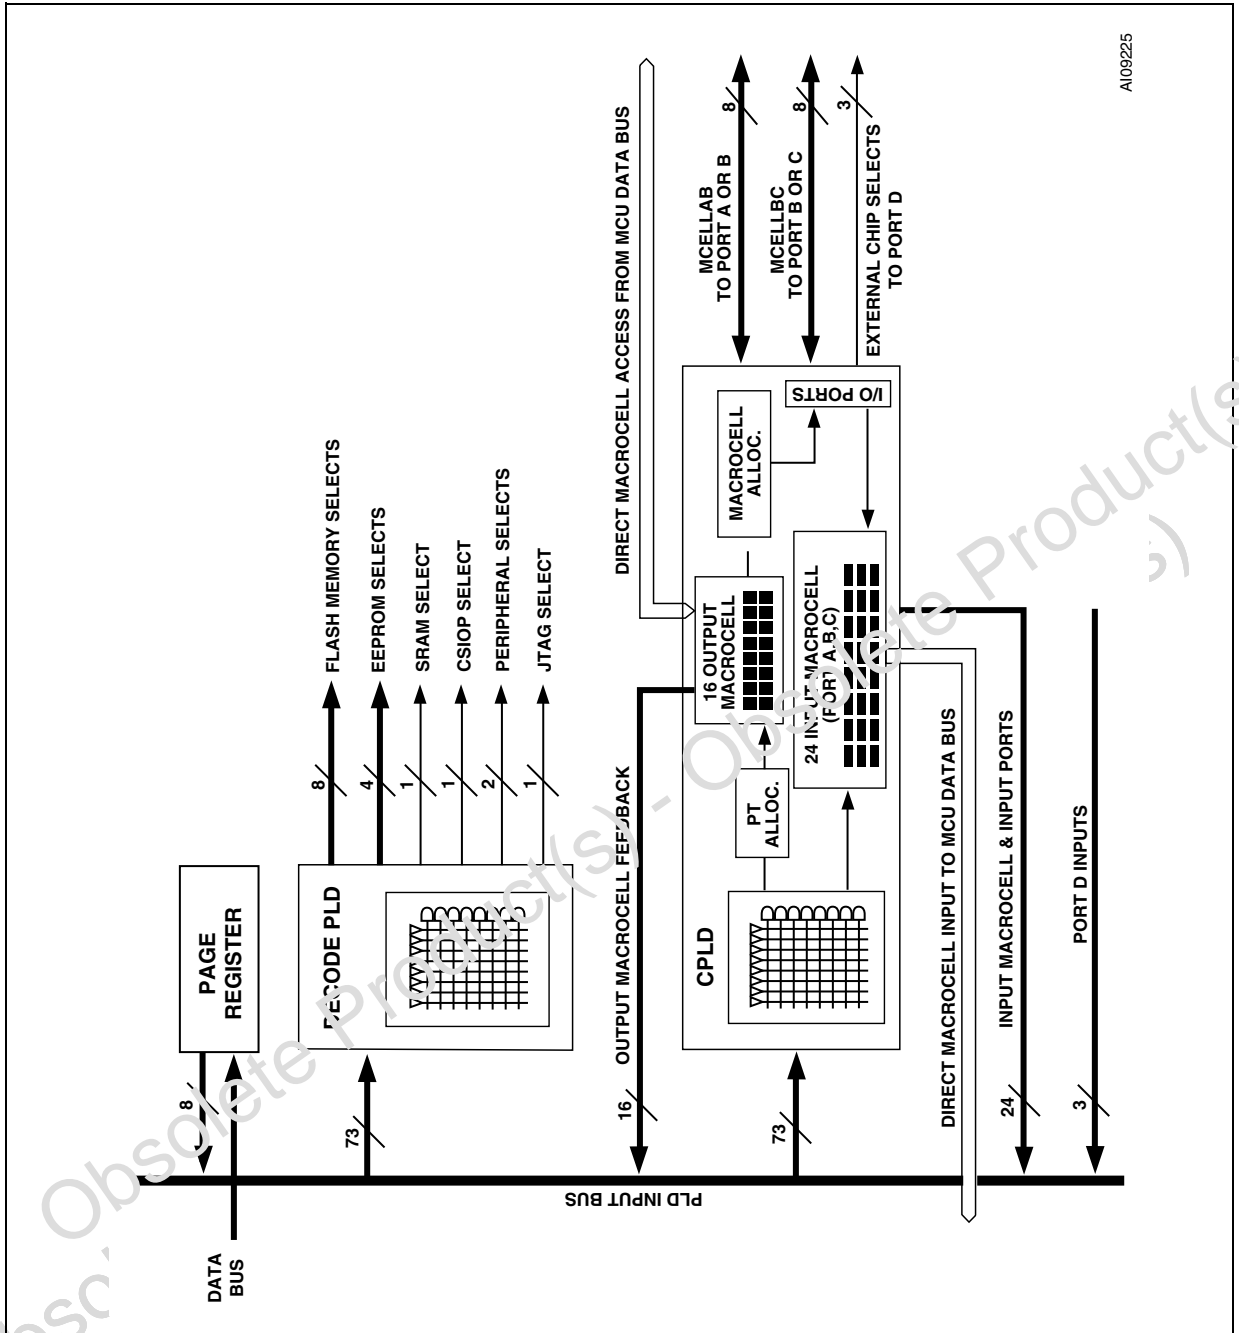 DATA
BUS
8
PAGE
REGISTER
73
DECODE PLD
8
FLASH MEMORY SELECTS
4
EEPROM SELECTS
1
SRAM SELECT
1
CSIOP SELECT
2
PERIPHERAL SELECTS
1
JTAG SELECT
PLD INPUT BUS
16
OUTPUT MACROCELL FEEDBACK
DIRECT MACROCELL ACCESS FROM MCU DATA BUS
73
CPLD
PT
ALLOC.
16 OUTPUT
MACROCELL
MACROCELL
ALLOC.
24 INPUT MACROCELL
(PORT A,B,C)
I/O PORTS
MCELLAB
TO PORT A OR B
8
MCELLBC
TO PORT B OR C
8
EXTERNAL CHIP SELECTS
TO PORT D
3
DIRECT MACROCELL INPUT TO MCU DATA BUS
24
INPUT MACROCELL & INPUT PORTS
3
PORT D INPUTS
AI09225
Obsolete Product(s) - Obsolete Product(s)